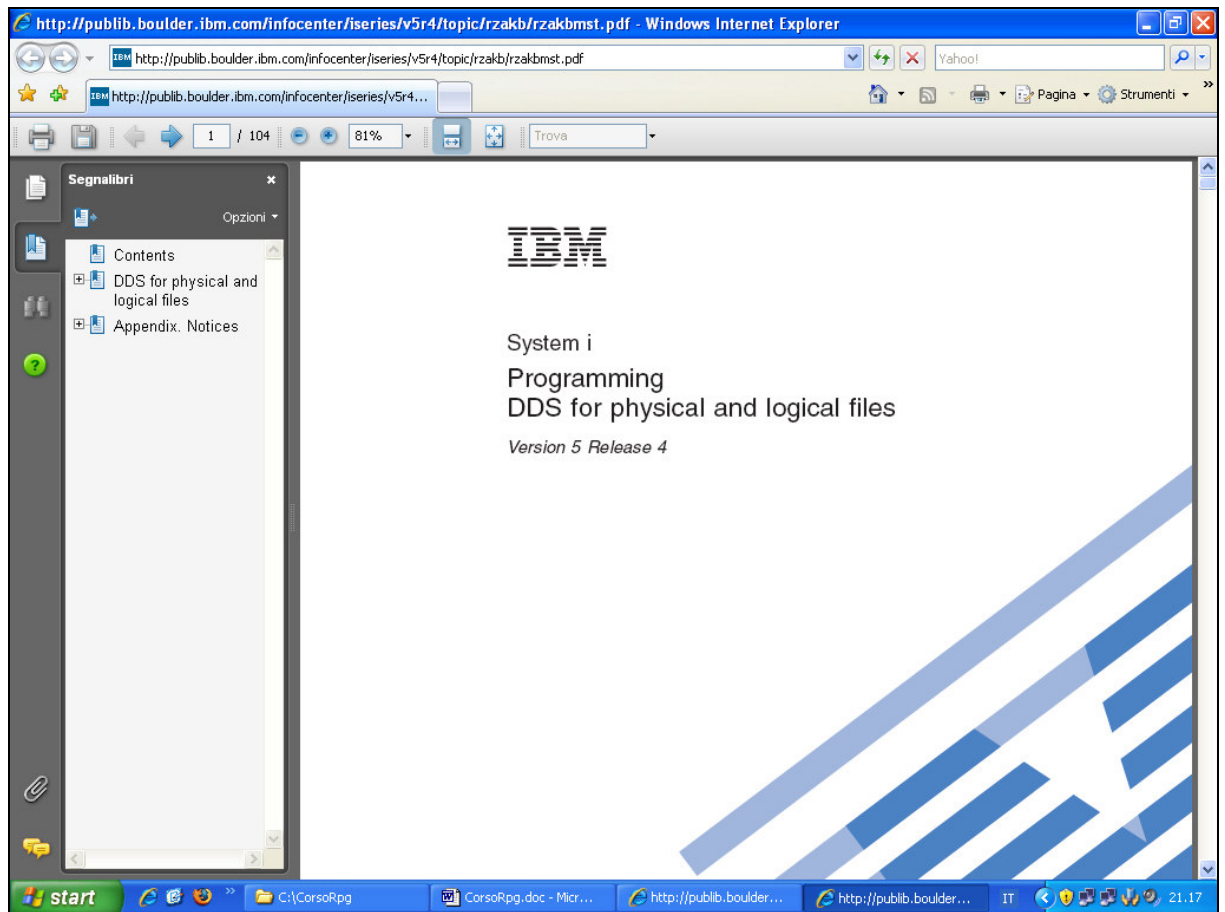 http://publib.boulder.ibm.com/infocenter/iseries/v5r4/topic/rzakb/rzakbmst.pdf - Windows Internet Explorer
IBM http://publib.boulder.ibm.com/infocenter/iseries/v5r4/topic/rzakb/rzakbmst.pdf
Yahoo!
IBM http://publib.boulder.ibm.com/infocenter/iseries/v5r4...
Pagina
Strumenti
1 / 104
81%
Trova
Segnalibri
Opzioni
Contents
DDS for physical and
logical files
Appendix. Notices
IBM
System i
Programming
DDS for physical and logical files
Version 5 Release 4
start
C:\CorsoRpg
CorsoRpg.doc - Micr...
http://publib.boulder...
http://publib.boulder...
IT
21.17